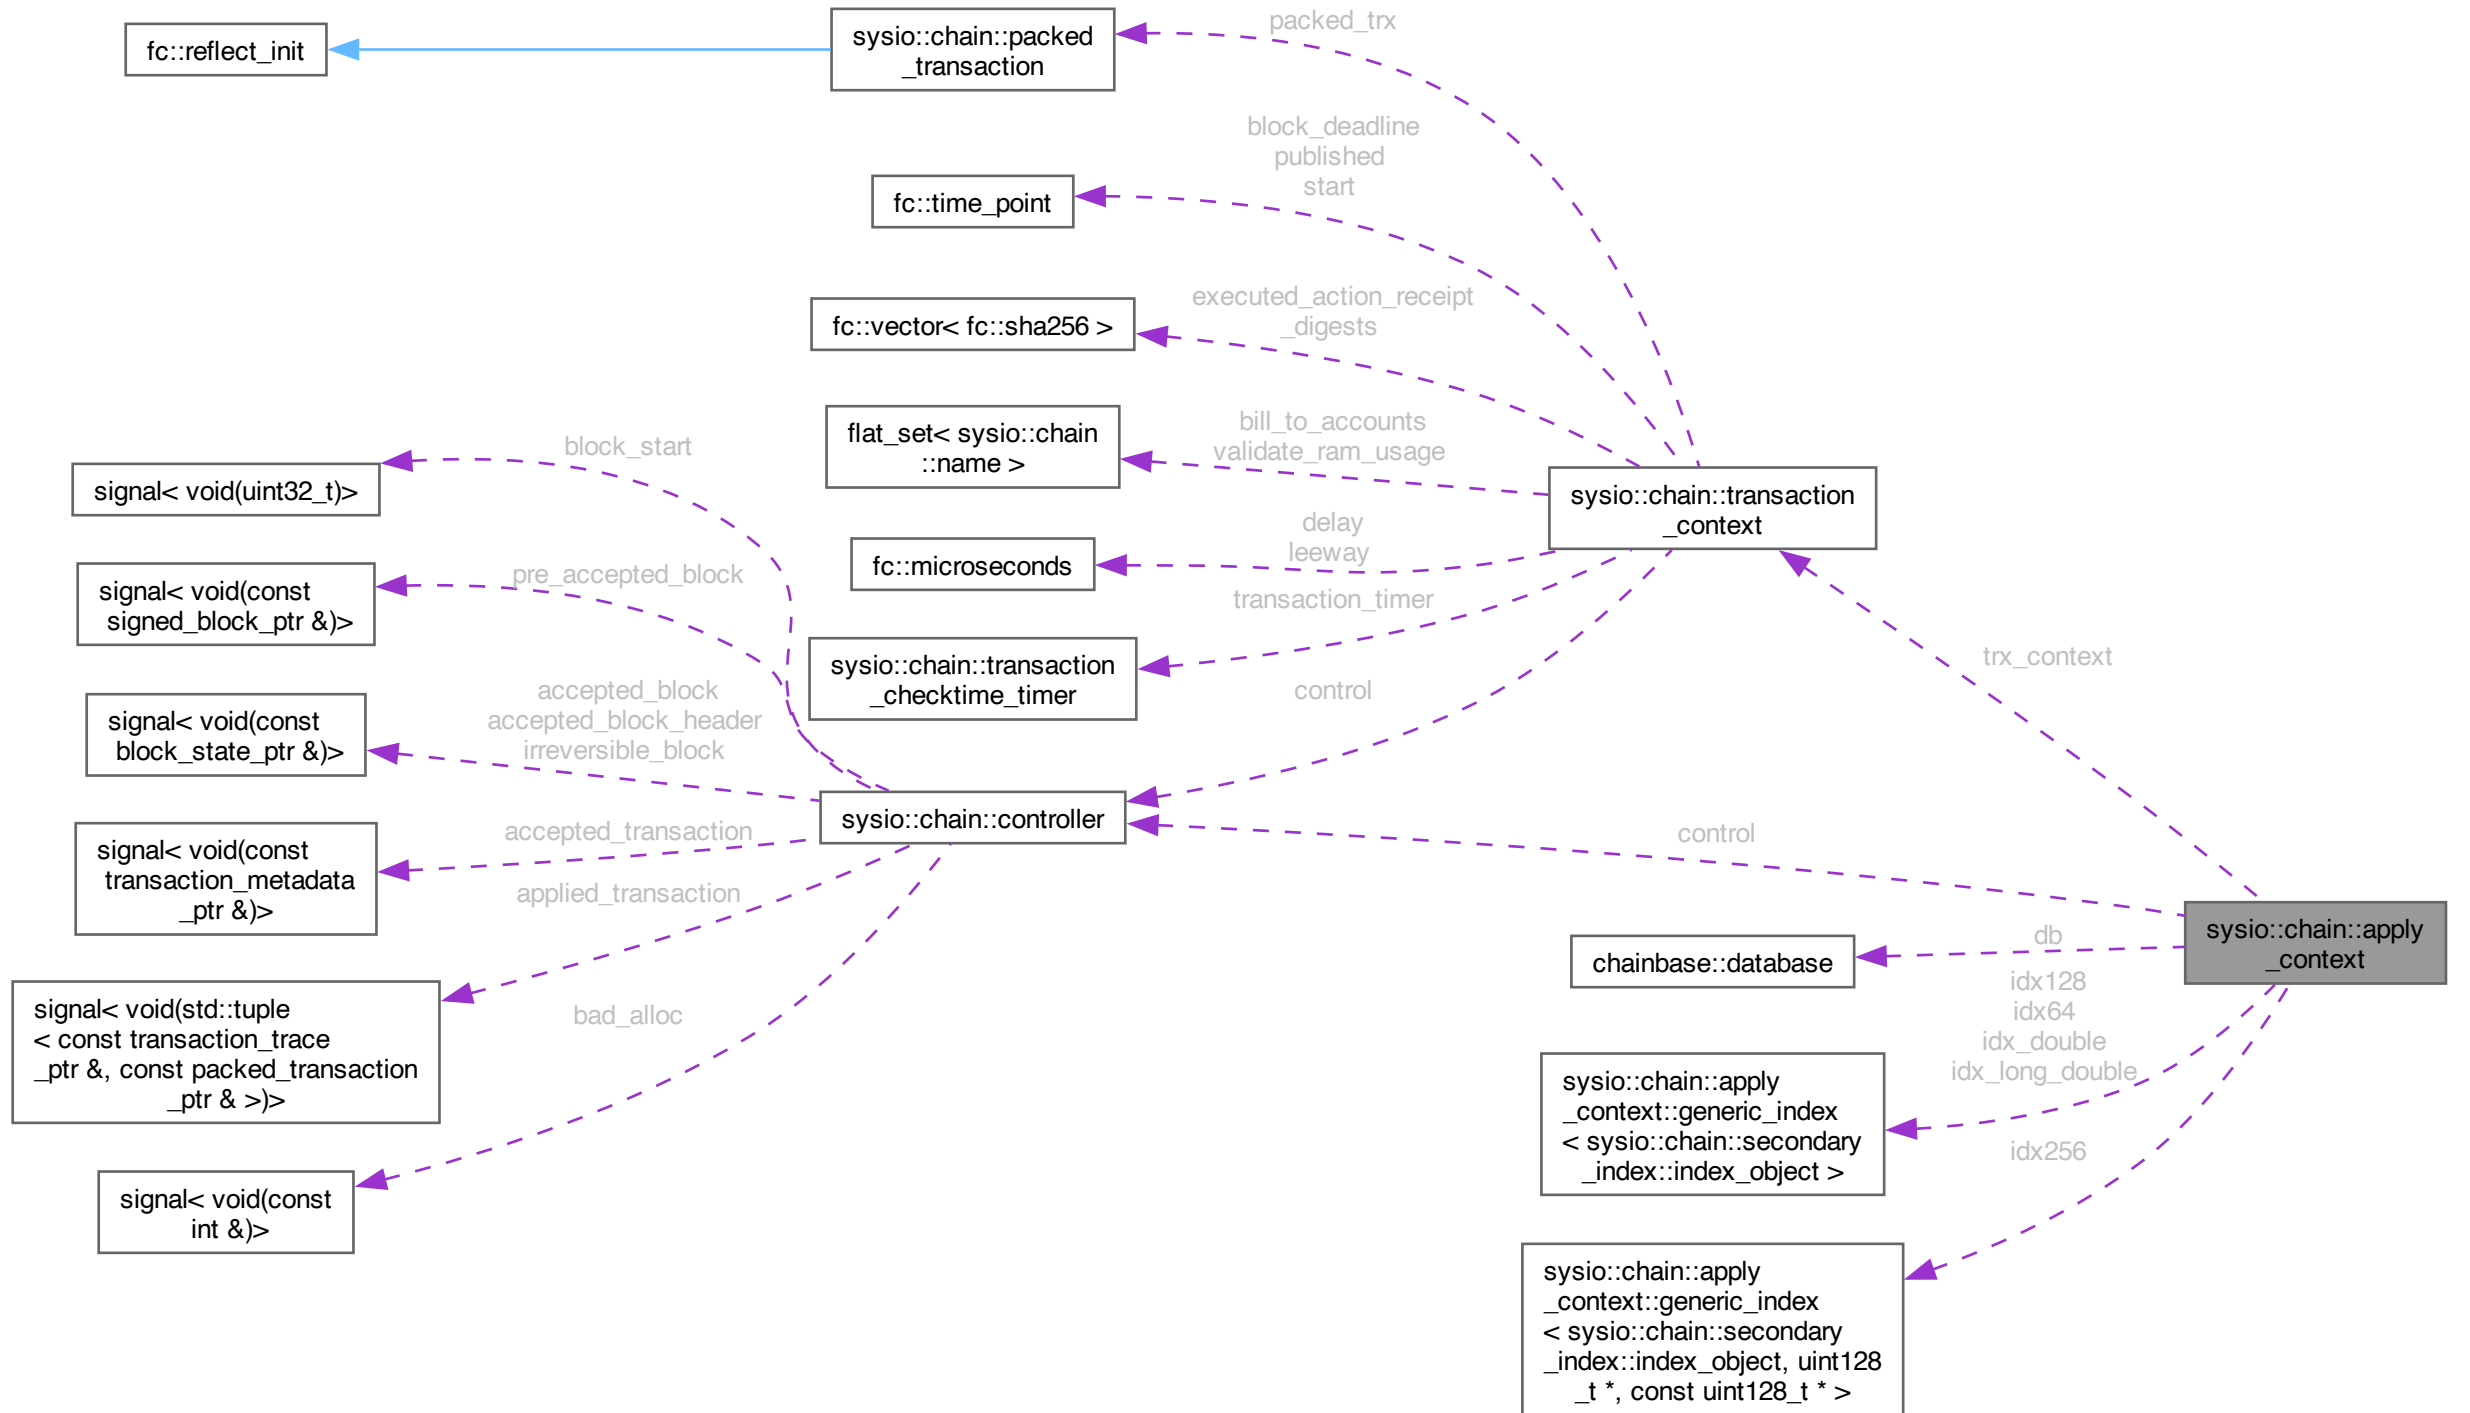 fc::reflect_init
sysio::chain::packed
_transaction
packed_trx
block_deadline
published
start
fc::time_point
executed_action_receipt
_digests
fc::vector< fc::sha256 >
bill_to_accounts
validate_ram_usage
flat_set< sysio::chain
::name >
block_start
signal< void(uint32_t)>
sysio::chain::transaction
_context
delay
leeway
fc::microseconds
pre_accepted_block
signal< void(const
signed_block_ptr &)>
transaction_timer
sysio::chain::transaction
_checktime_timer
trx_context
control
accepted_block
accepted_block_header
irreversible_block
signal< void(const
block_state_ptr &)>
sysio::chain::controller
control
accepted_transaction
signal< void(const
transaction_metadata
_ptr &)>
applied_transaction
sysio::chain::apply
_context
db
chainbase::database
signal< void(std::tuple
< const transaction_trace
_ptr &, const packed_transaction
_ptr & >)>
bad_alloc
idx128
idx64
idx_double
idx_long_double
sysio::chain::apply
_context::generic_index
< sysio::chain::secondary
_index::index_object >
idx256
signal< void(const
int &)>
sysio::chain::apply
_context::generic_index
< sysio::chain::secondary
_index::index_object, uint128
_t *, const uint128_t * >